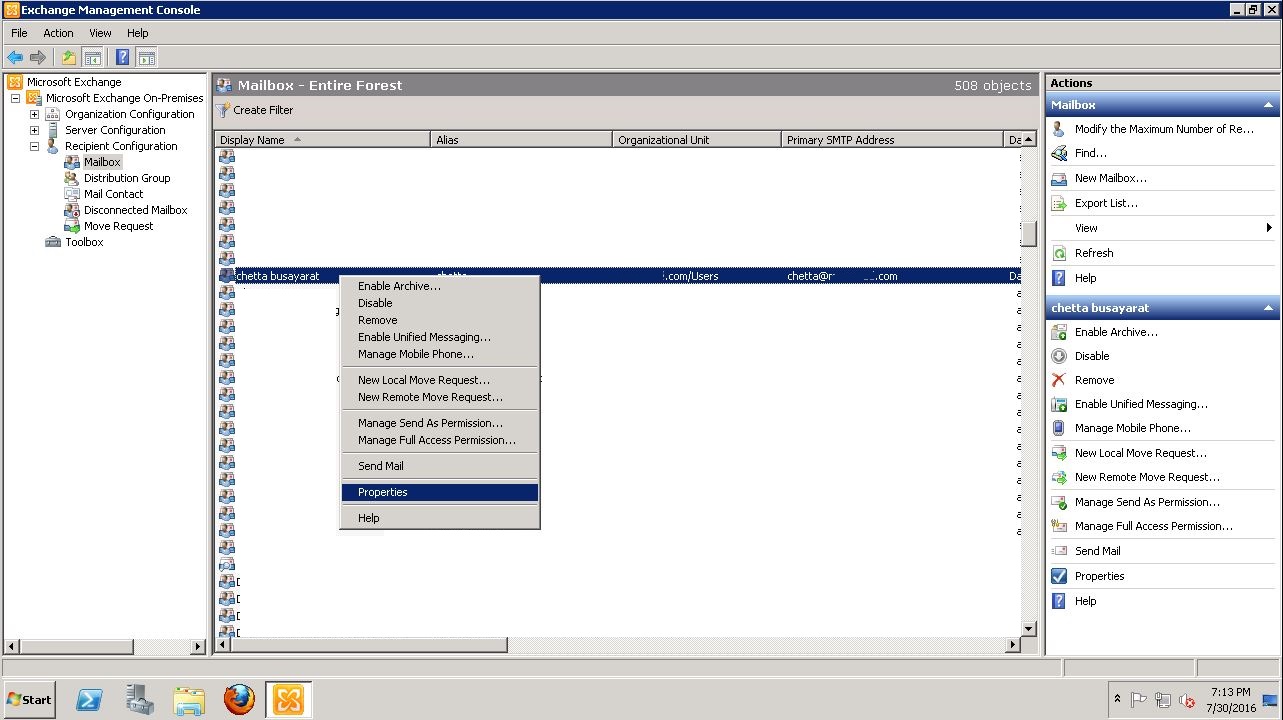 Exchange Management Console
File Action View Help
Microsoft Exchange
Microsoft Exchange On-Premises
Organization Configuration
Server Configuration
Recipient Configuration
Mailbox
Distribution Group
Mail Contact
Disconnected Mailbox
Move Request
Toolbox
Mailbox - Entire Forest 508 objects
Create Filter
Display Name Alias Organizational Unit Primary SMTP Address
chetta busayarat chetta .com/Users chetta@ .com
Enable Archive...
Disable
Remove
Enable Unified Messaging...
Manage Mobile Phone...
New Local Move Request...
New Remote Move Request...
Manage Send As Permission...
Manage Full Access Permission...
Send Mail
Properties
Help
Actions
Mailbox
Modify the Maximum Number of Re...
Find...
New Mailbox...
Export List...
View
Refresh
Help
chetta busayarat
Enable Archive...
Disable
Remove
Enable Unified Messaging...
Manage Mobile Phone...
New Local Move Request...
New Remote Move Request...
Manage Send As Permission...
Manage Full Access Permission...
Send Mail
Properties
Help
Start
7:13 PM
7/30/2016